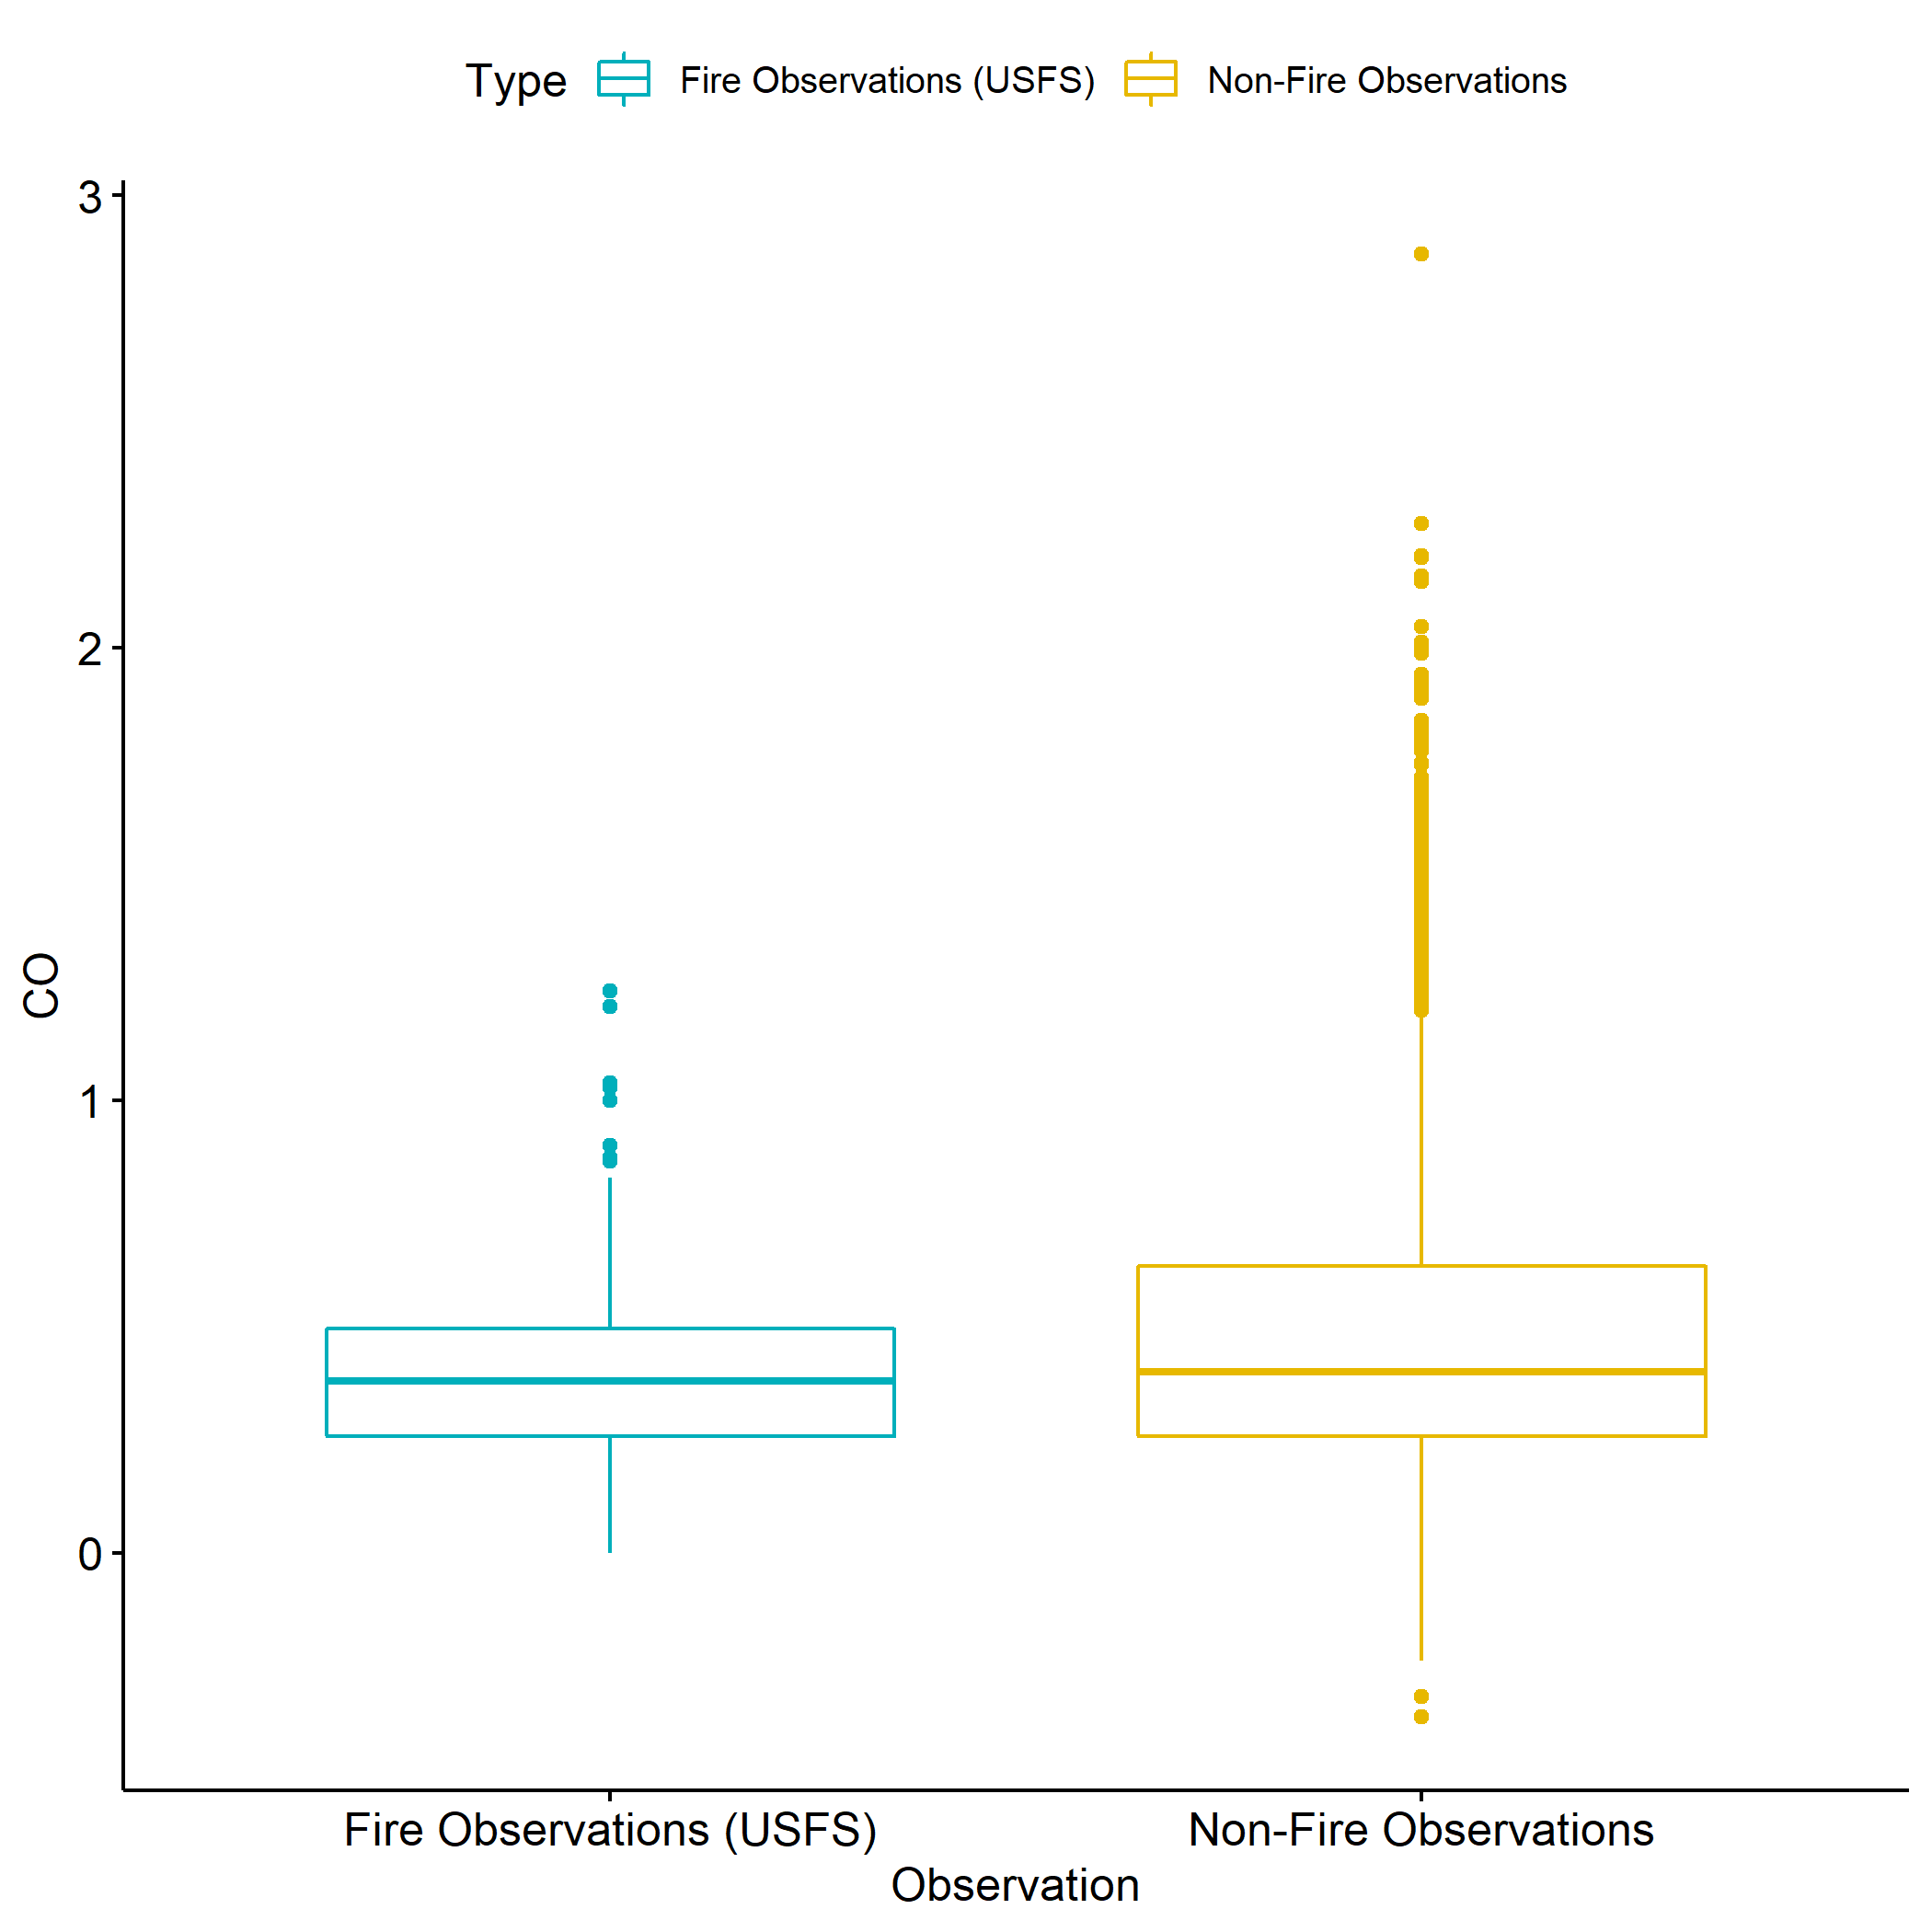 Type Fire Observations (USFS) Non-Fire Observations
3
2
1
0
CO
Fire Observations (USFS) Non-Fire Observations
Observation